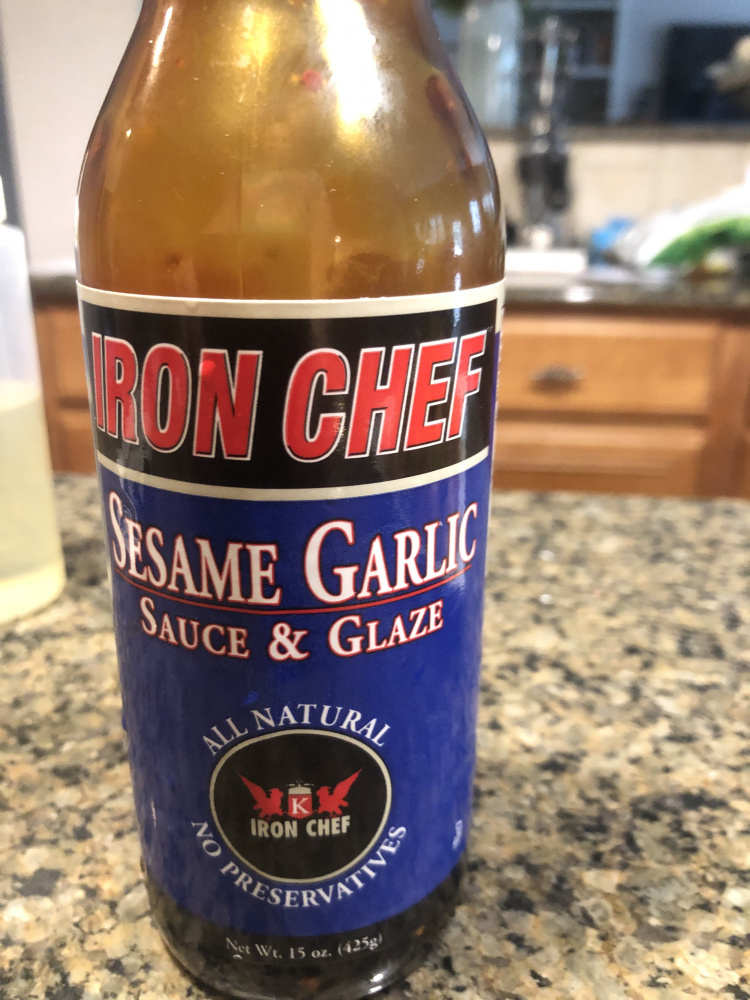 IRON CHEF
SESAME GARLIC
SAUCE & GLAZE
ALL NATURAL
K
IRON CHEF
NO PRESERVATIVES
Net Wt. 15 oz. (425g)